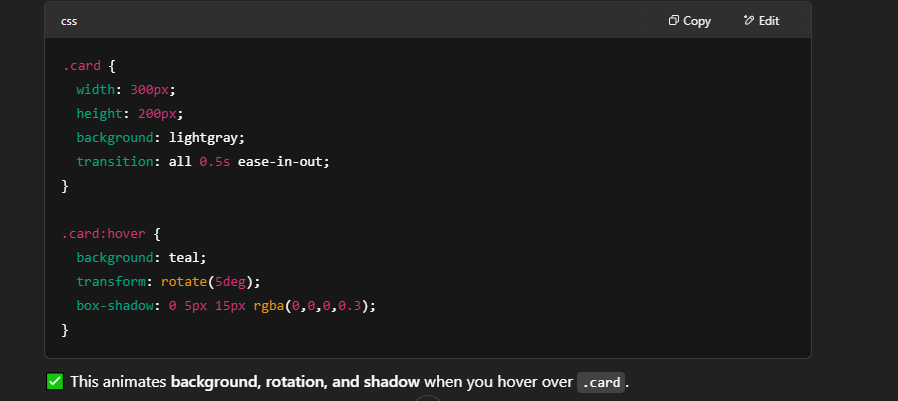 css
Copy
Edit
.card {
  width: 300px;
  height: 200px;
  background: lightgray;
  transition: all 0.5s ease-in-out;
}

.card:hover {
  background: teal;
  transform: rotate(5deg);
  box-shadow: 0 5px 15px rgba(0,0,0,0.3);
}
✅ This animates background, rotation, and shadow when you hover over .card.